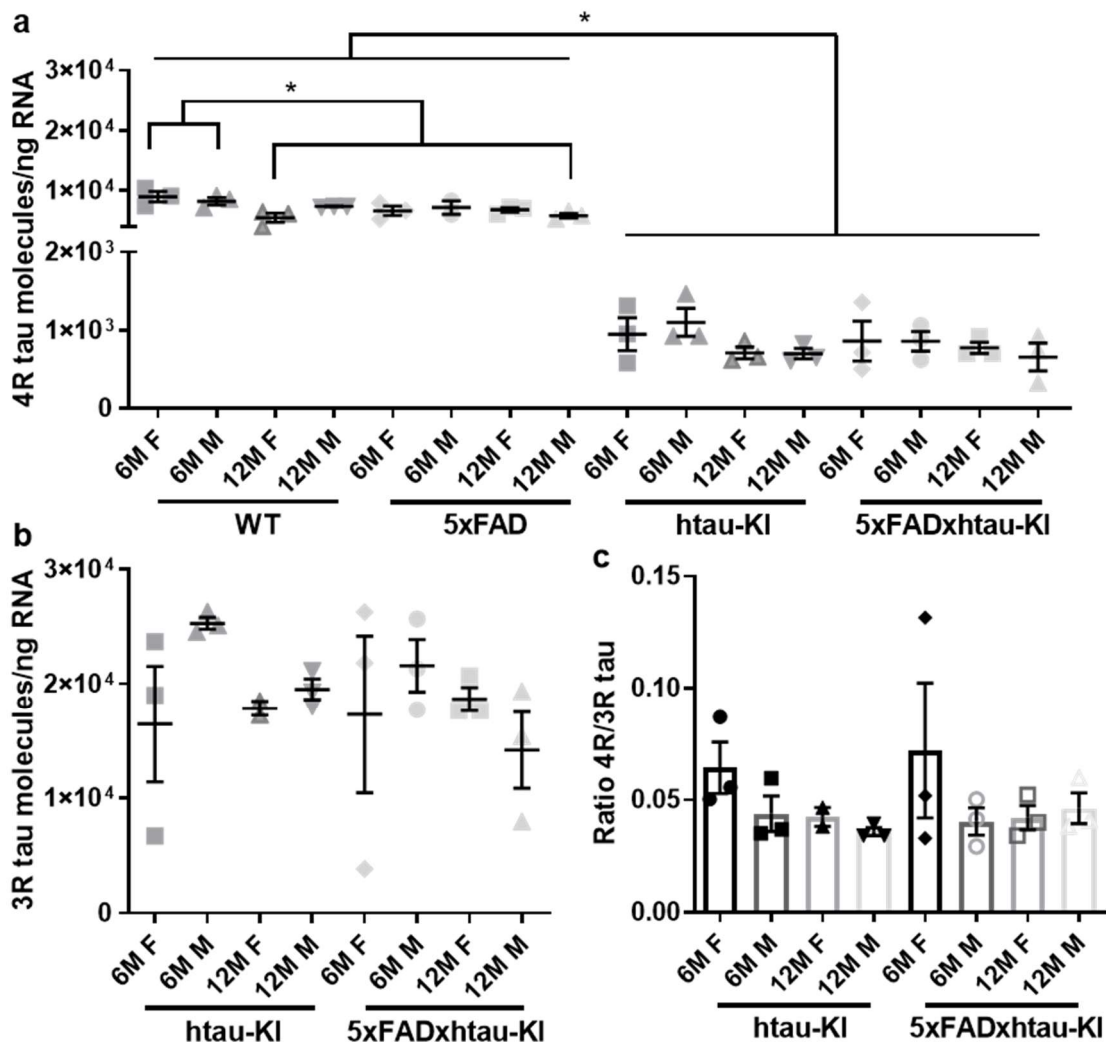 a
*
*
4R tau molecules/ng RNA
3×10⁴
2×10⁴
1×10⁴
2×10³
1×10³
0
6M F 6M M 12M F 12M M 6M F 6M M 12M F 12M M 6M F 6M M 12M F 12M M 6M F 6M M 12M F 12M M
WT 5xFAD htau-KI 5xFADxhtau-KI
b
3R tau molecules/ng RNA
3×10⁴
2×10⁴
1×10⁴
0
6M F 6M M 12M F 12M M 6M F 6M M 12M F 12M M
htau-KI 5xFADxhtau-KI
c
Ratio 4R/3R tau
0.15
0.10
0.05
0.00
6M F 6M M 12M F 12M M 6M F 6M M 12M F 12M M
htau-KI 5xFADxhtau-KI